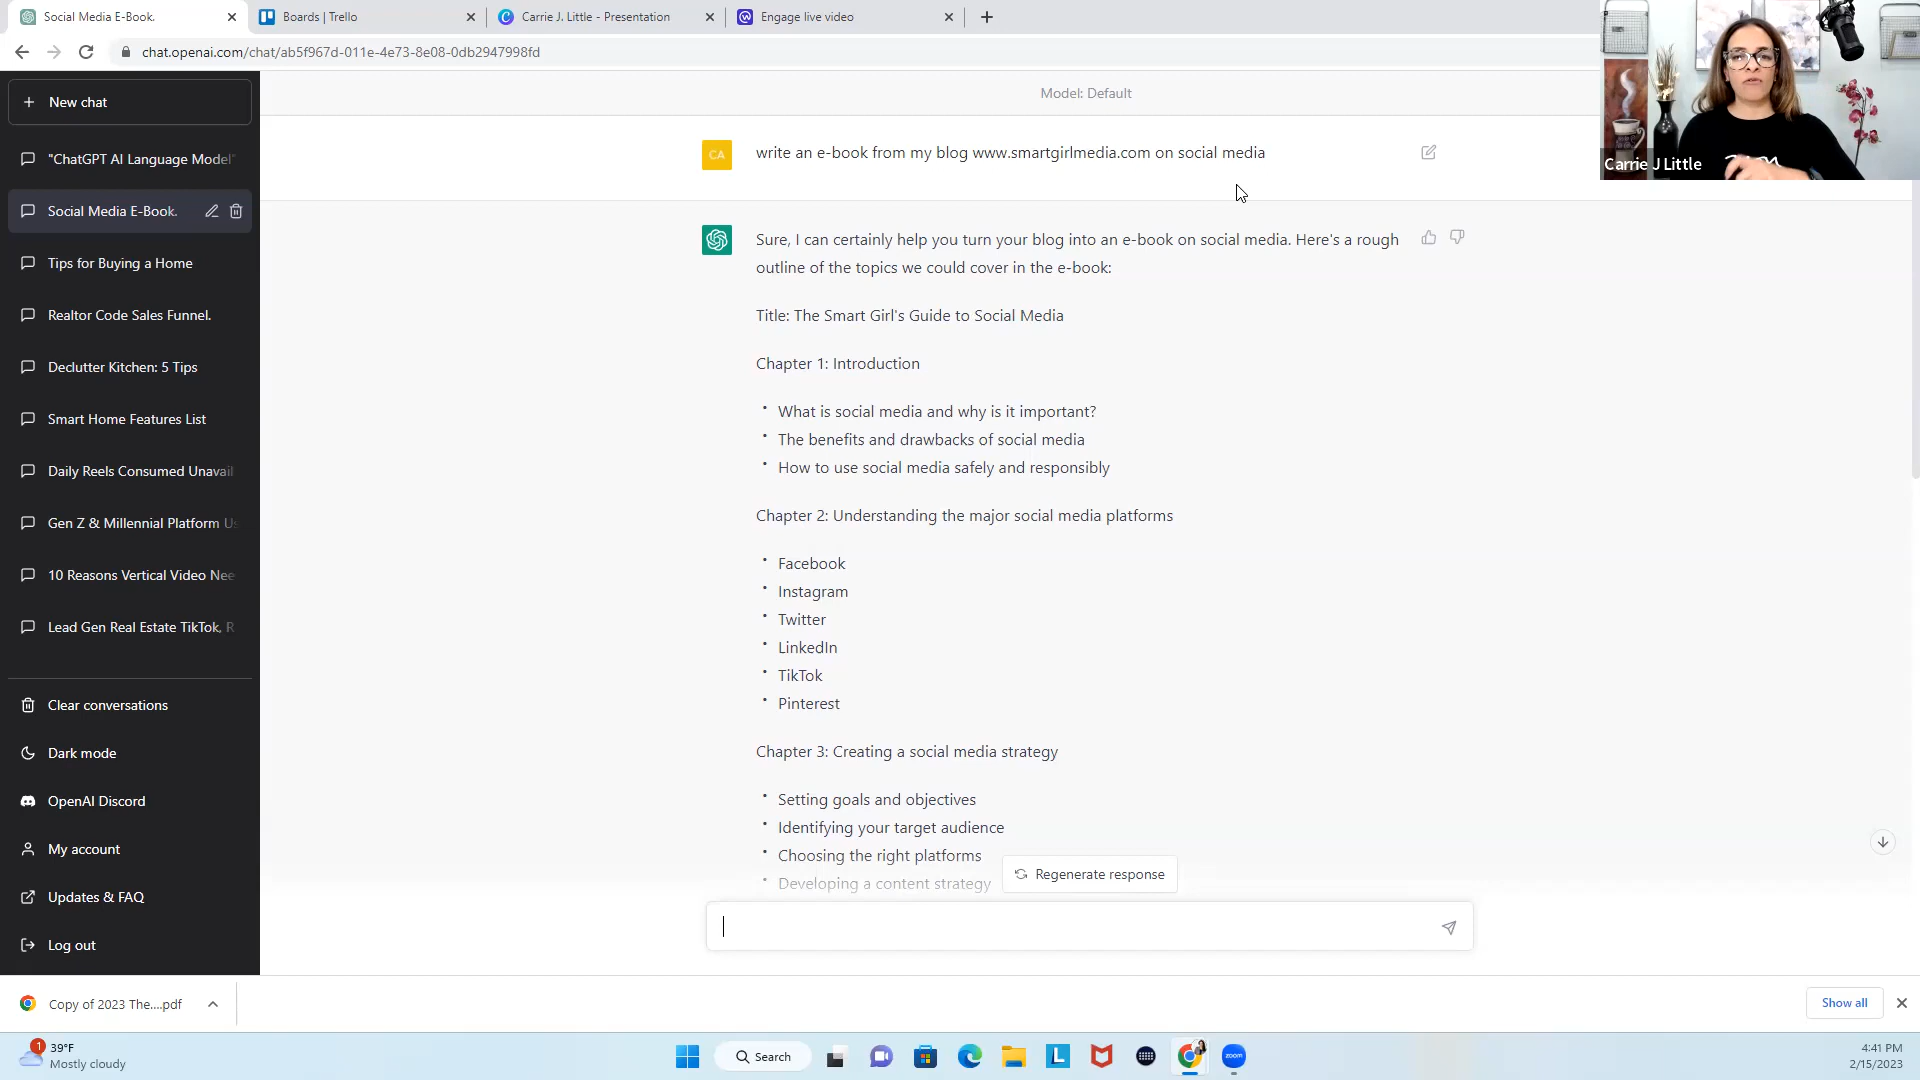 Social Media E-Book.
Boards | Trello
Carrie J. Little - Presentation
Engage live video
chat.openai.com/chat/ab5f967d-011e-4e73-8e08-0db2947998fd
Carrie J Little
New chat
"ChatGPT AI Language Model"
Social Media E-Book.
Tips for Buying a Home
Realtor Code Sales Funnel.
Declutter Kitchen: 5 Tips
Smart Home Features List
Daily Reels Consumed Unavail
Gen Z & Millennial Platform Us
10 Reasons Vertical Video Nee
Lead Gen Real Estate TikTok, R
Clear conversations
Dark mode
OpenAI Discord
My account
Updates & FAQ
Log out
Model: Default
CA
write an e-book from my blog www.smartgirlmedia.com on social media
Sure, I can certainly help you turn your blog into an e-book on social media. Here's a rough
outline of the topics we could cover in the e-book:
Title: The Smart Girl's Guide to Social Media
Chapter 1: Introduction
• What is social media and why is it important?
• The benefits and drawbacks of social media
• How to use social media safely and responsibly
Chapter 2: Understanding the major social media platforms
• Facebook
• Instagram
• Twitter
• LinkedIn
• TikTok
• Pinterest
Chapter 3: Creating a social media strategy
• Setting goals and objectives
• Identifying your target audience
• Choosing the right platforms
• Developing a content strategy
Regenerate response
Copy of 2023 The....pdf
Show all
1
39°F
Mostly cloudy
Search
L
zoom
4:41 PM
2/15/2023